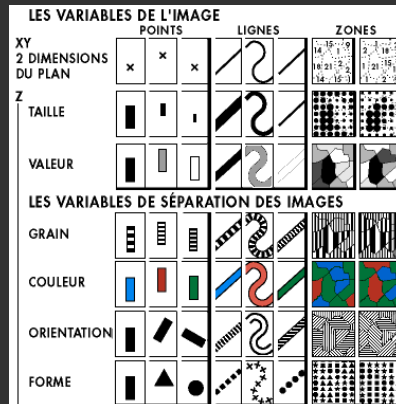 LES VARIABLES DE L'IMAGE
POINTS LIGNES ZONES
XY
2 DIMENSIONS
DU PLAN
Z
TAILLE
VALEUR
LES VARIABLES DE SÉPARATION DES IMAGES
GRAIN
COULEUR
ORIENTATION
FORME